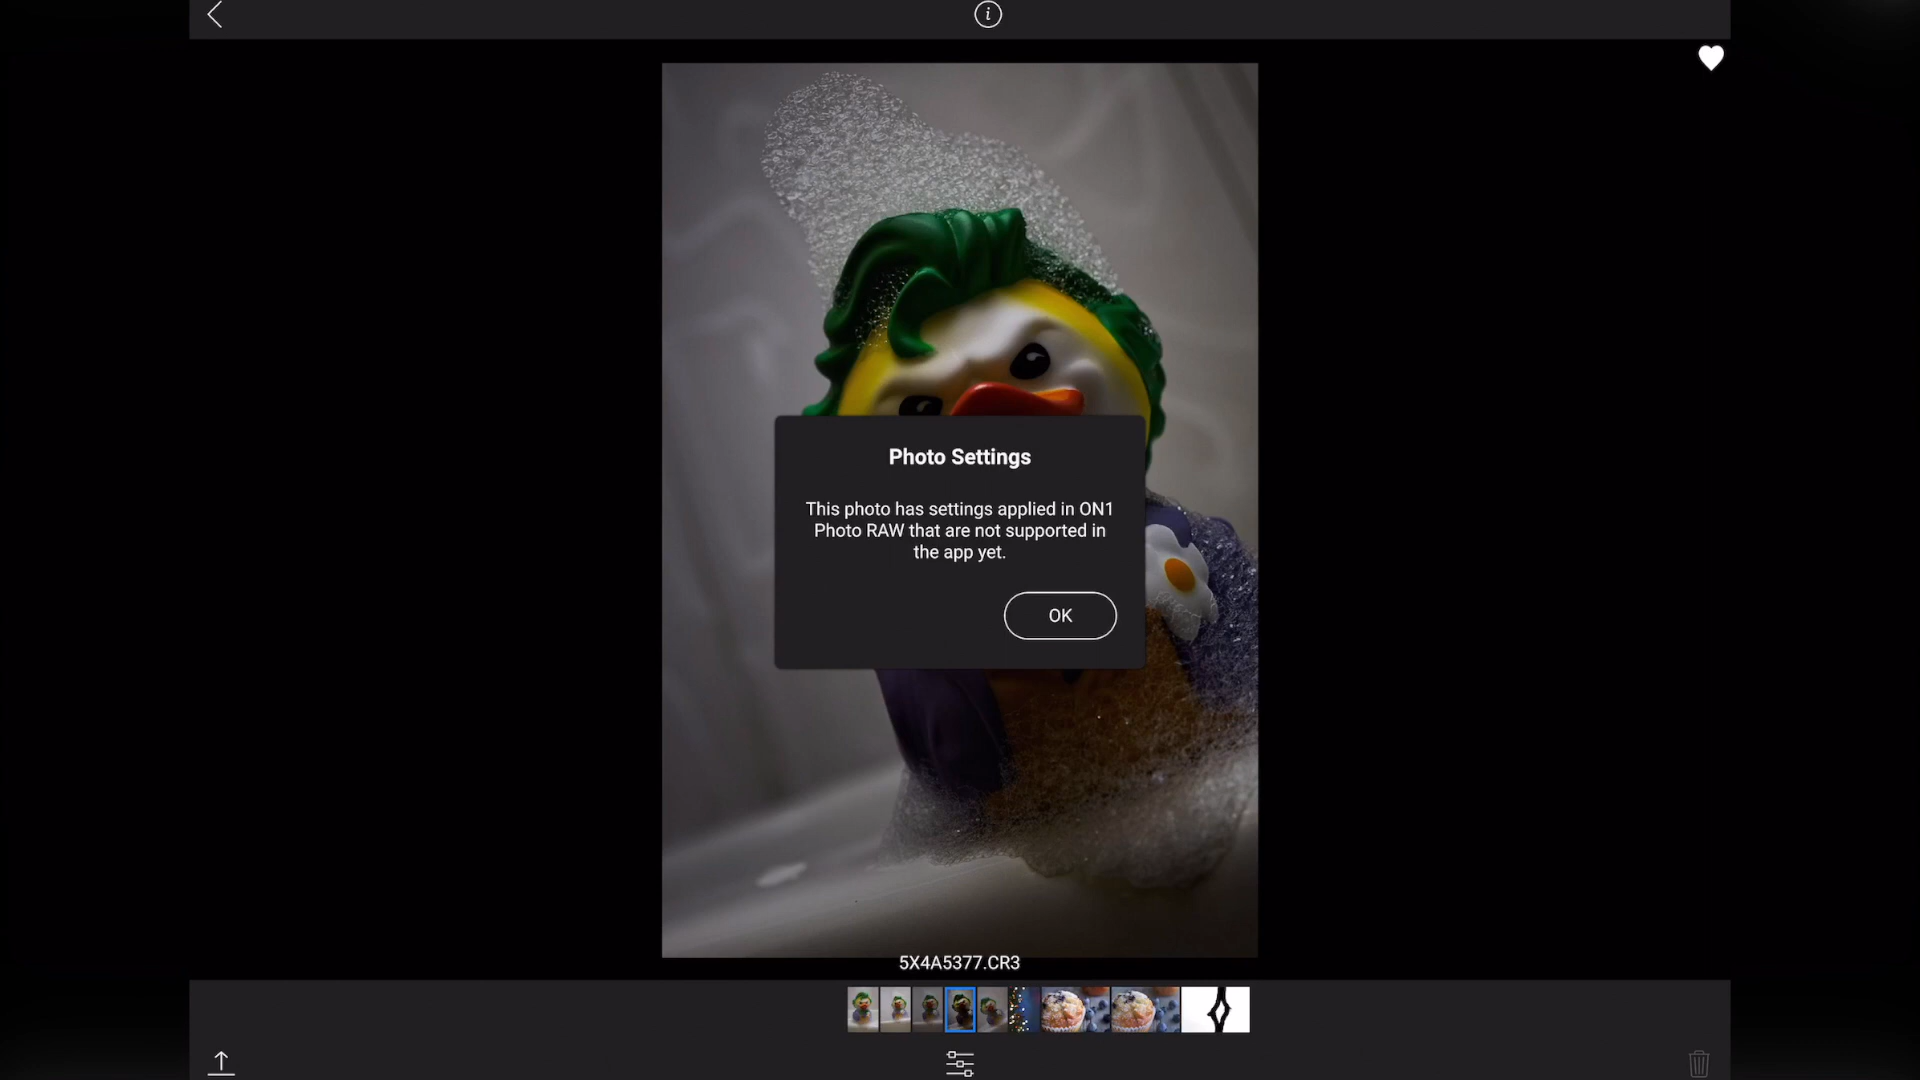 Photo Settings
This photo has settings applied in ON1
Photo RAW that are not supported in
the app yet.
OK
5X4A5377.CR3